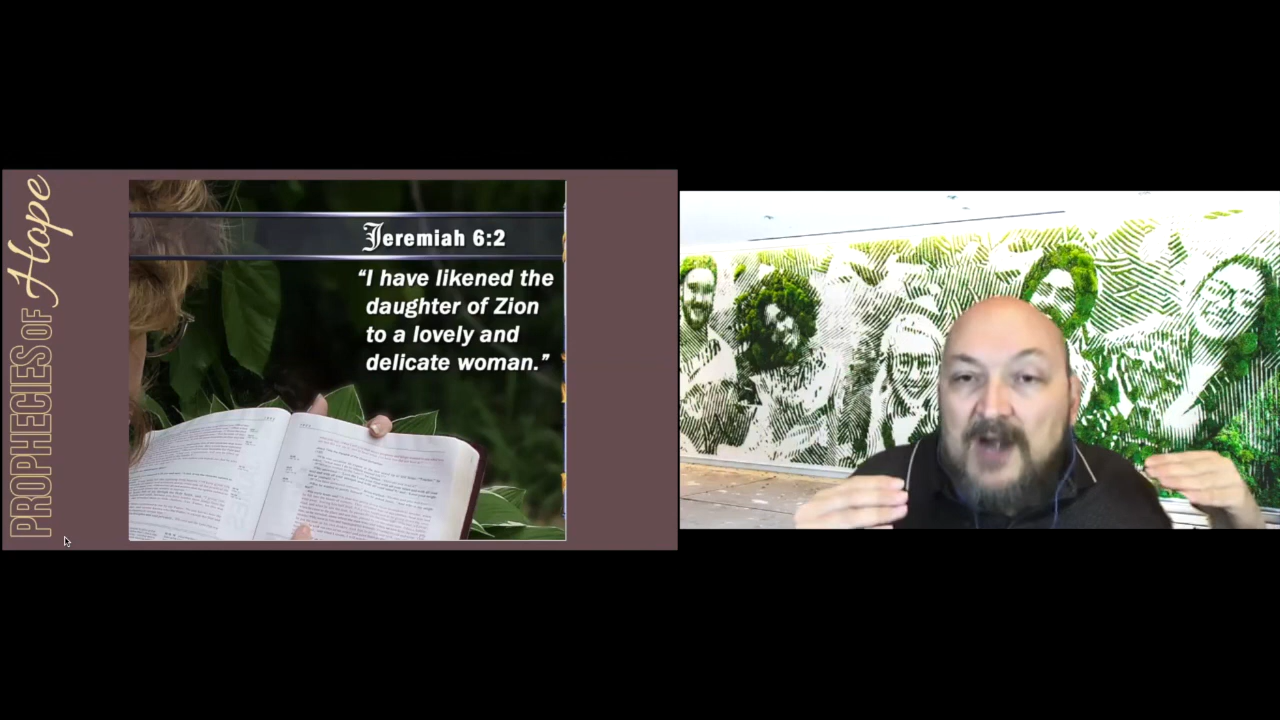 PROPHECIES OF Hope
Jeremiah 6:2
“I have likened the
daughter of Zion
to a lovely and
delicate woman.”